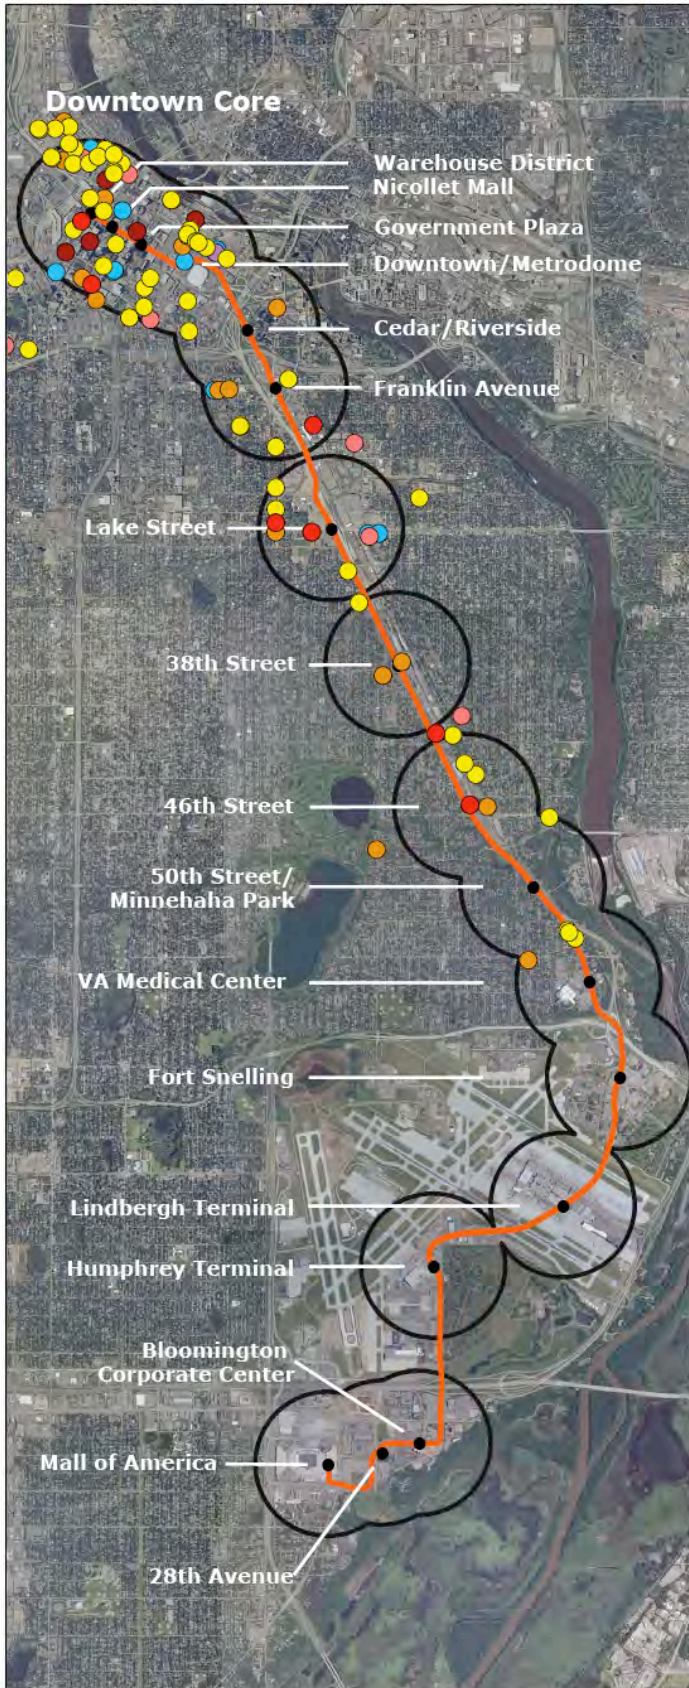 Downtown Core
Warehouse District
Nicollet Mall
Government Plaza
Downtown/Metrodome
Cedar/Riverside
Franklin Avenue
Lake Street
38th Street
46th Street
50th Street/
Minnehaha Park
VA Medical Center
Fort Snelling
Lindbergh Terminal
Humphrey Terminal
Bloomington
Corporate Center
Mall of America
28th Avenue